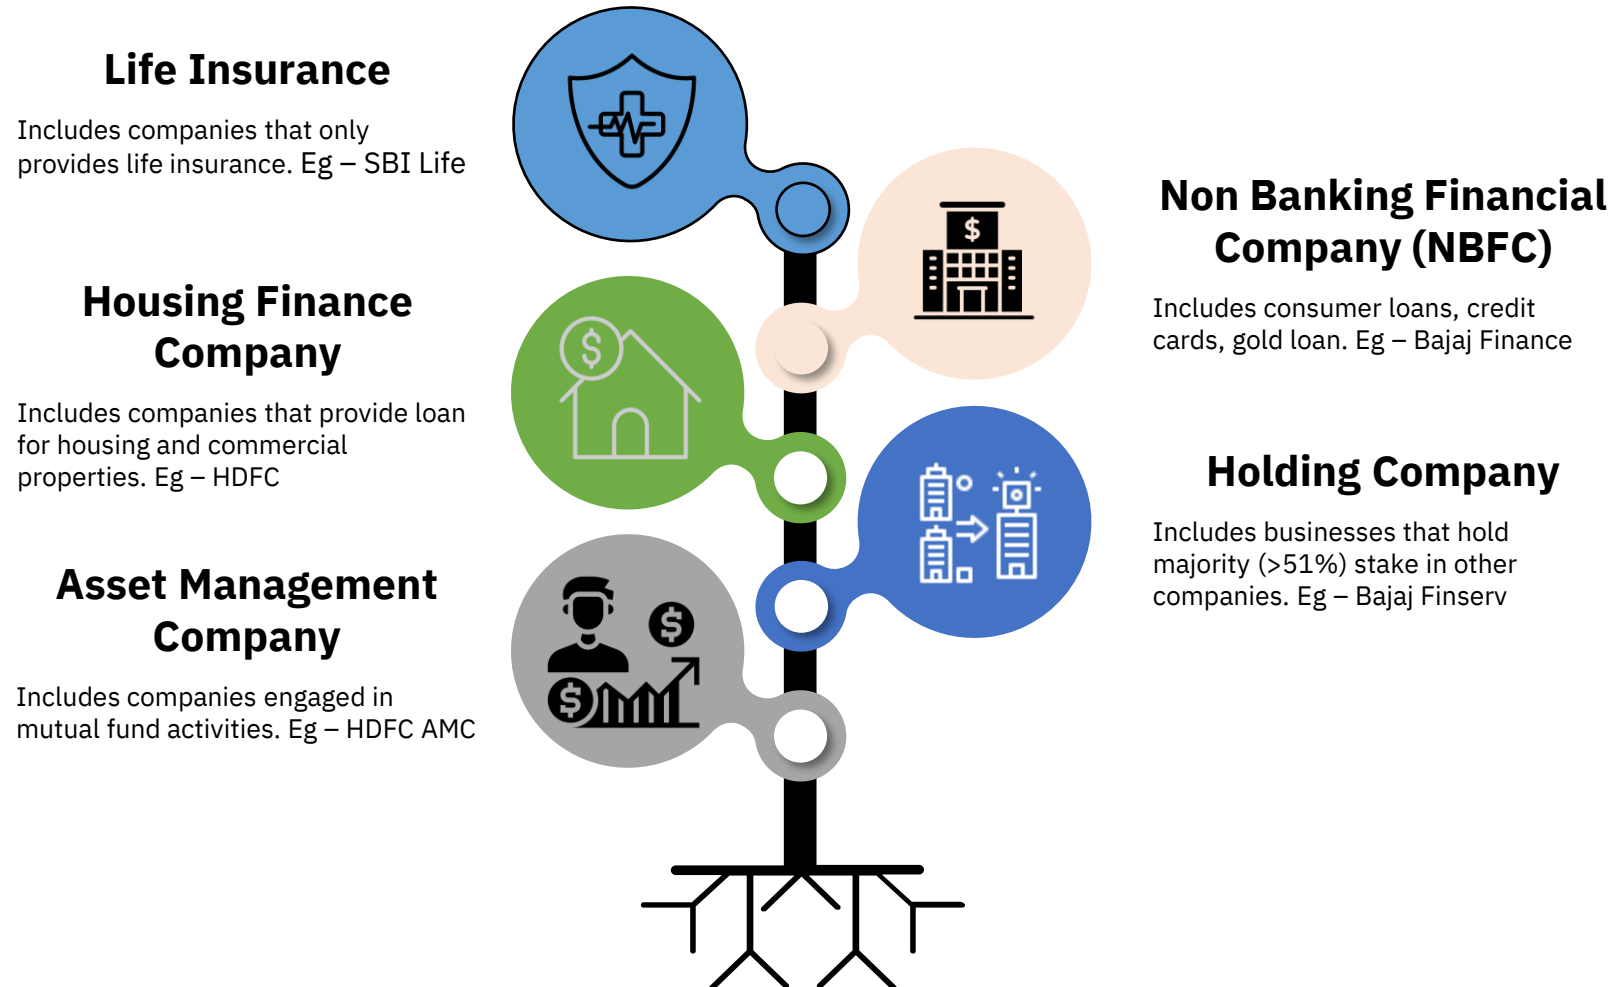 Life Insurance
Includes companies that only
provides life insurance. Eg – SBI Life
Non Banking Financial
Company (NBFC)
Includes consumer loans, credit
cards, gold loan. Eg – Bajaj Finance
$
Housing Finance
Company
Includes companies that provide loan
for housing and commercial
properties. Eg – HDFC
$
Holding Company
Includes businesses that hold
majority (>51%) stake in other
companies. Eg – Bajaj Finserv
Asset Management
Company
Includes companies engaged in
mutual fund activities. Eg – HDFC AMC
$
$